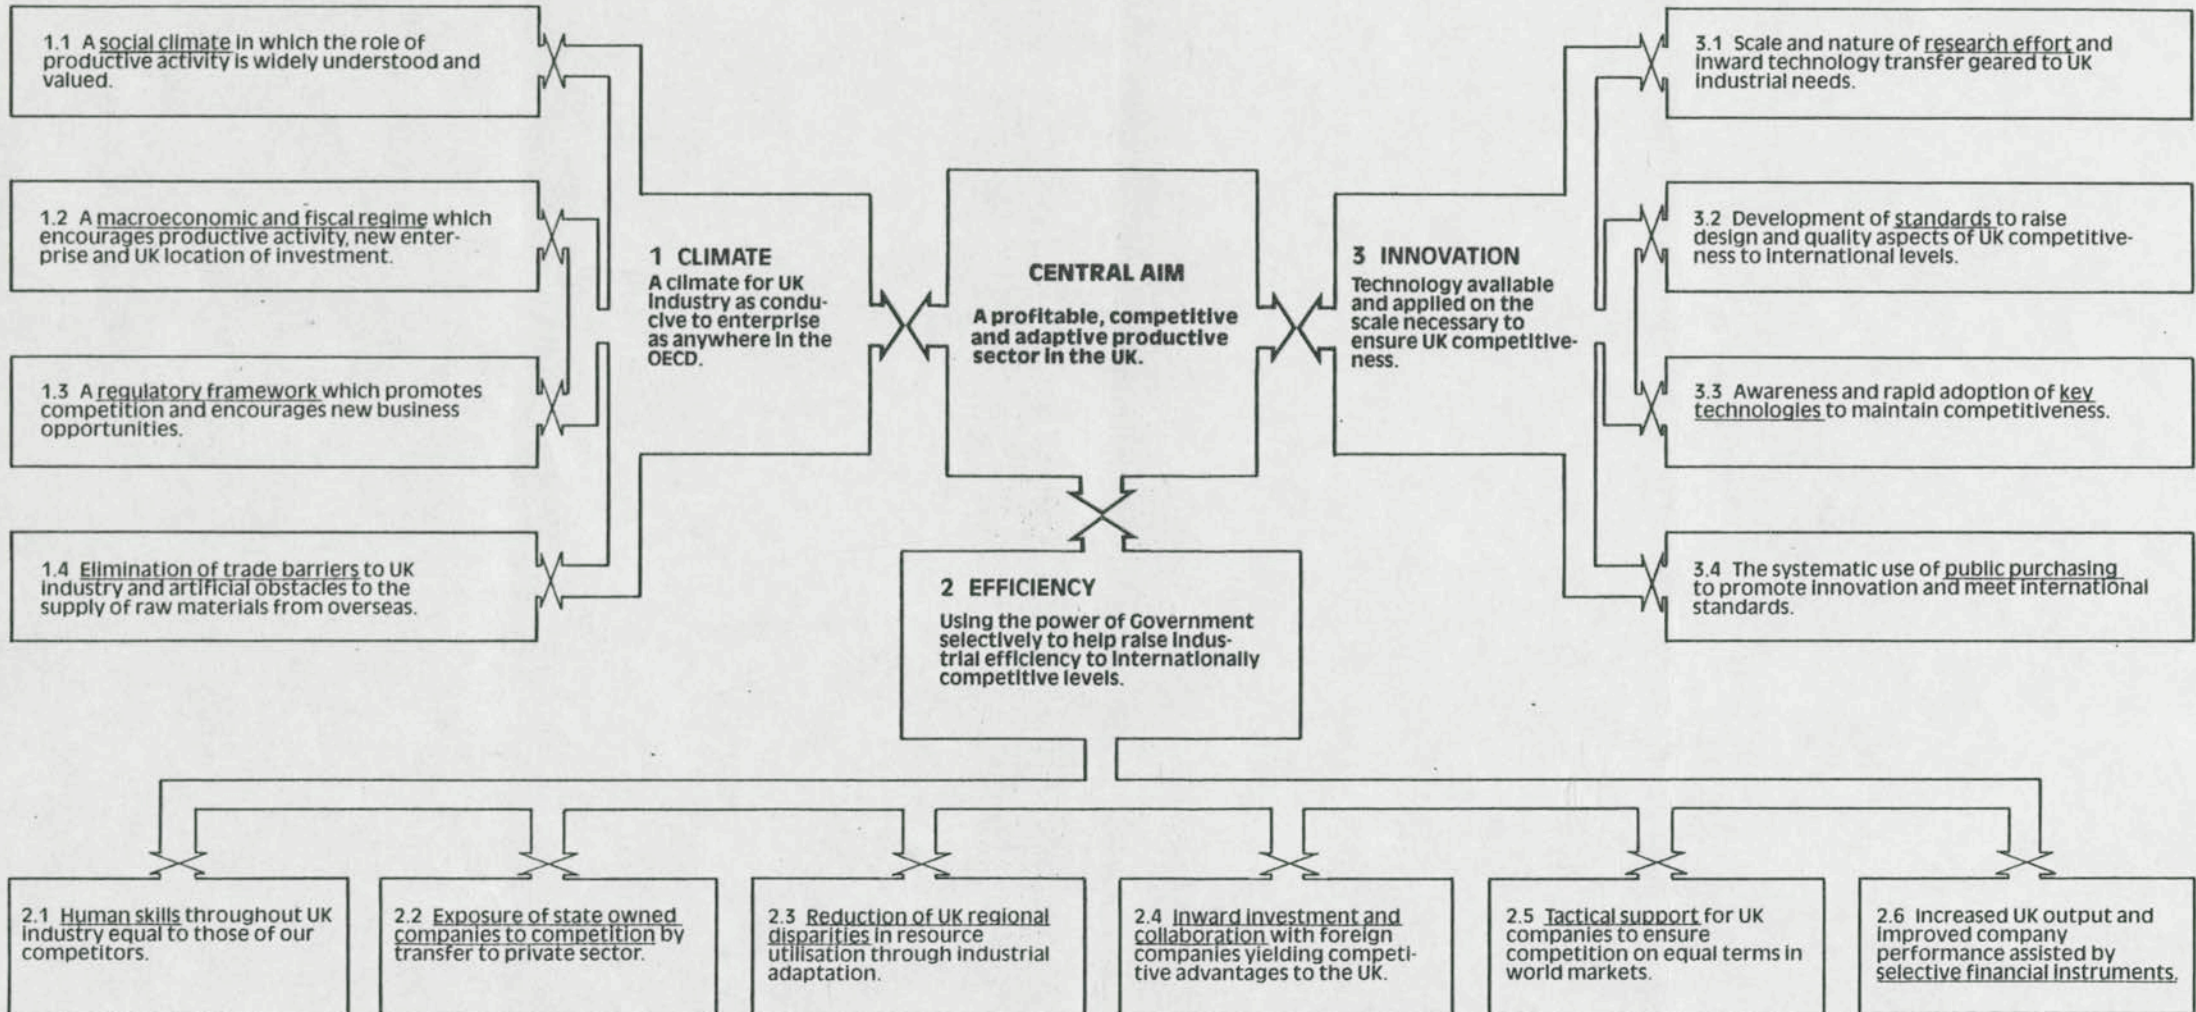 1.1 A social climate in which the role of
productive activity is widely understood and
valued.
1.2 A macroeconomic and fiscal regime which
encourages productive activity, new enter-
prise and UK location of investment.
1.3 A regulatory framework which promotes
competition and encourages new business
opportunities.
1.4 Elimination of trade barriers to UK
industry and artificial obstacles to the
supply of raw materials from overseas.
1 CLIMATE
A climate for UK
industry as condu-
cive to enterprise
as anywhere in the
OECD.
CENTRAL AIM
A profitable, competitive
and adaptive productive
sector in the UK.
2 EFFICIENCY
Using the power of Government
selectively to help raise indus-
trial efficiency to internationally
competitive levels.
3 INNOVATION
Technology available
and applied on the
scale necessary to
ensure UK competitive-
ness.
3.1 Scale and nature of research effort and
inward technology transfer geared to UK
industrial needs.
3.2 Development of standards to raise
design and quality aspects of UK competitive-
ness to international levels.
3.3 Awareness and rapid adoption of key
technologies to maintain competitiveness.
3.4 The systematic use of public purchasing
to promote innovation and meet international
standards.
2.1 Human skills throughout UK
industry equal to those of our
competitors.
2.2 Exposure of state owned
companies to competition by
transfer to private sector.
2.3 Reduction of UK regional
disparities in resource
utilisation through industrial
adaptation.
2.4 Inward investment and
collaboration with foreign
companies yielding competi-
tive advantages to the UK.
2.5 Tactical support for UK
companies to ensure
competition on equal terms in
world markets.
2.6 Increased UK output and
improved company
performance assisted by
selective financial instruments.